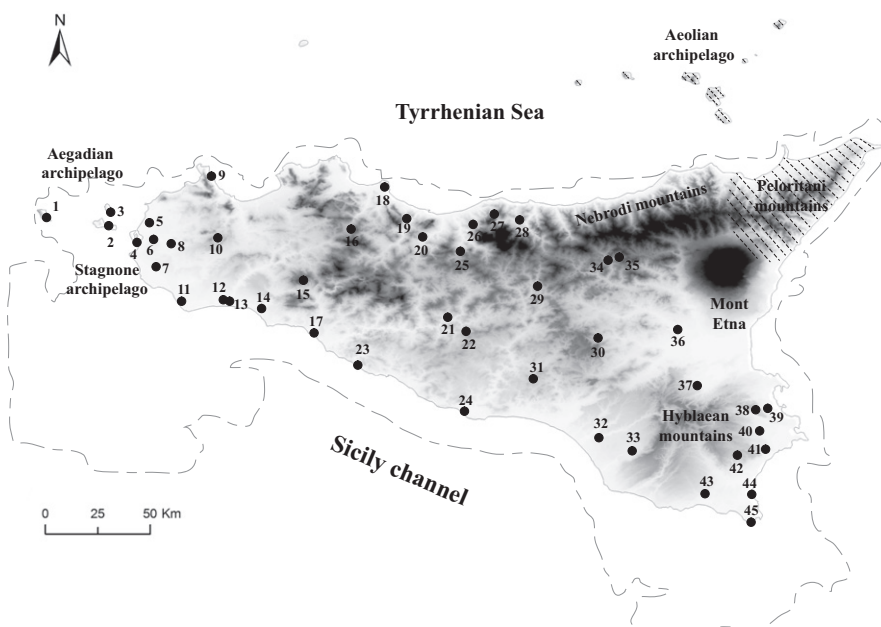 N
Aeolian
archipelago
Tyrrhenian Sea
Aegadian
archipelago
Nebrodi mountains
Peloritani
mountains
Stagnone
archipelago
Mont
Etna
Hyblaean
mountains
Sicily channel
0 25 50 Km
1
2
3
4
5
6
7
8
9
10
11
12
13
14
15
16
17
18
19
20
21
22
23
24
25
26
27
28
29
30
31
32
33
34
35
36
37
38
39
40
41
42
43
44
45